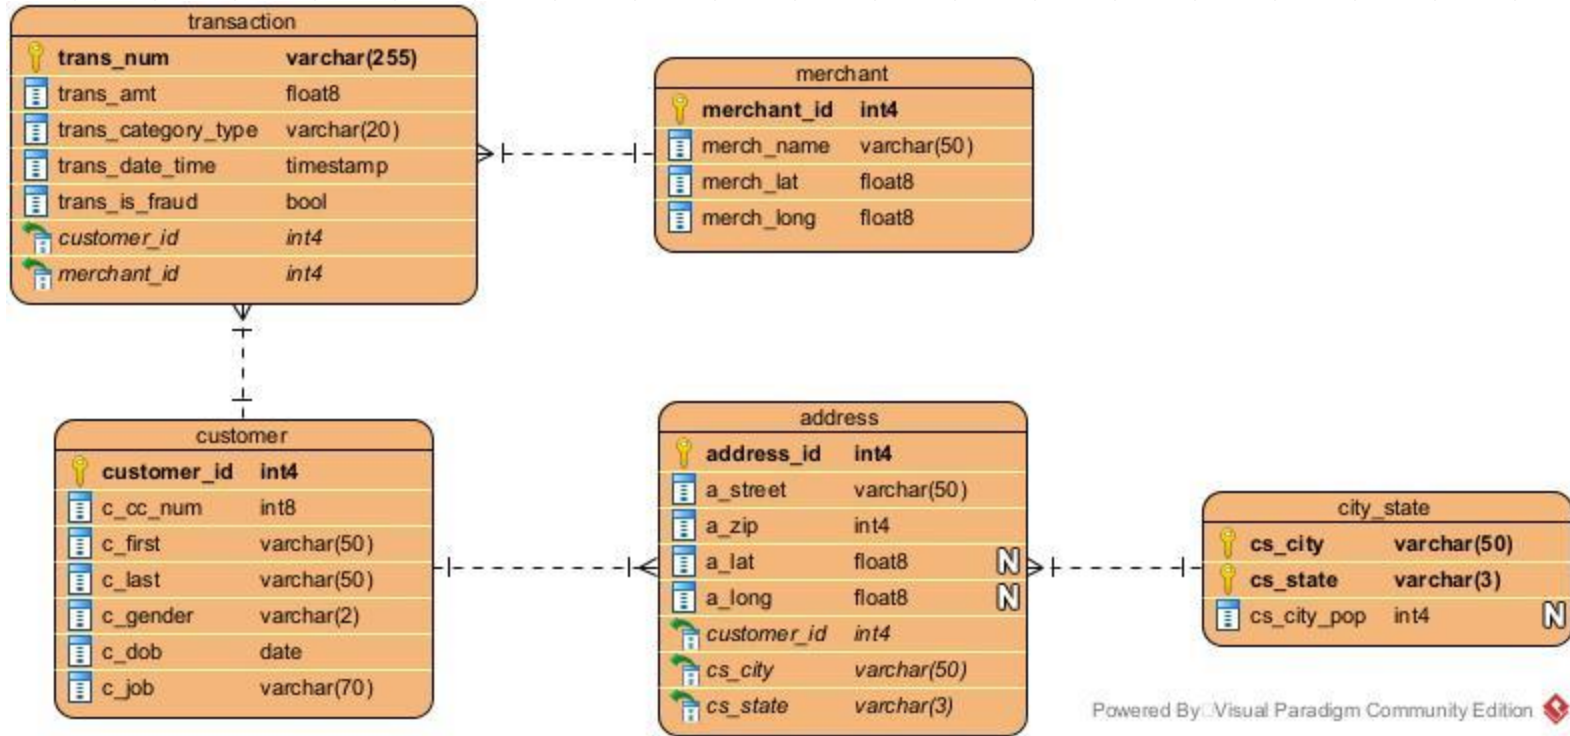 transaction
trans_num varchar(255)
trans_amt float8
trans_category_type varchar(20)
trans_date_time timestamp
trans_is_fraud bool
customer_id int4
merchant_id int4
merchant
merchant_id int4
merch_name varchar(50)
merch_lat float8
merch_long float8
customer
customer_id int4
c_cc_num int8
c_first varchar(50)
c_last varchar(50)
c_gender varchar(2)
c_dob date
c_job varchar(70)
address
address_id int4
a_street varchar(50)
a_zip int4
a_lat float8 N
a_long float8 N
customer_id int4
cs_city varchar(50)
cs_state varchar(3)
city_state
cs_city varchar(50)
cs_state varchar(3)
cs_city_pop int4 N
Powered By Visual Paradigm Community Edition